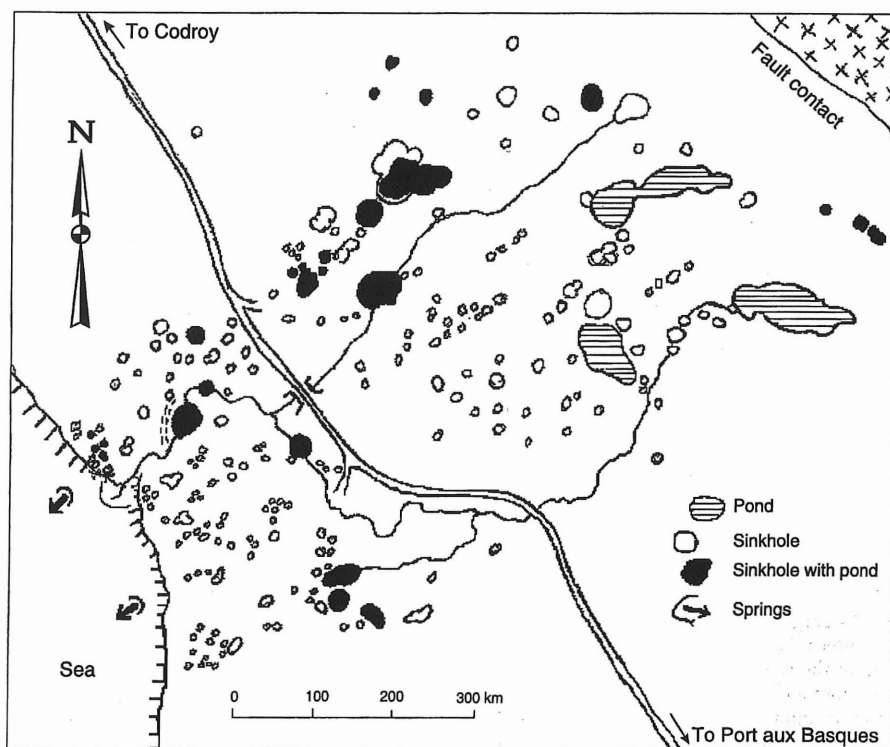 To Codroy
Fault contact
N
Pond
Sinkhole
Sinkhole with pond
Springs
Sea
0 100 200 300 km
To Port aux Basques